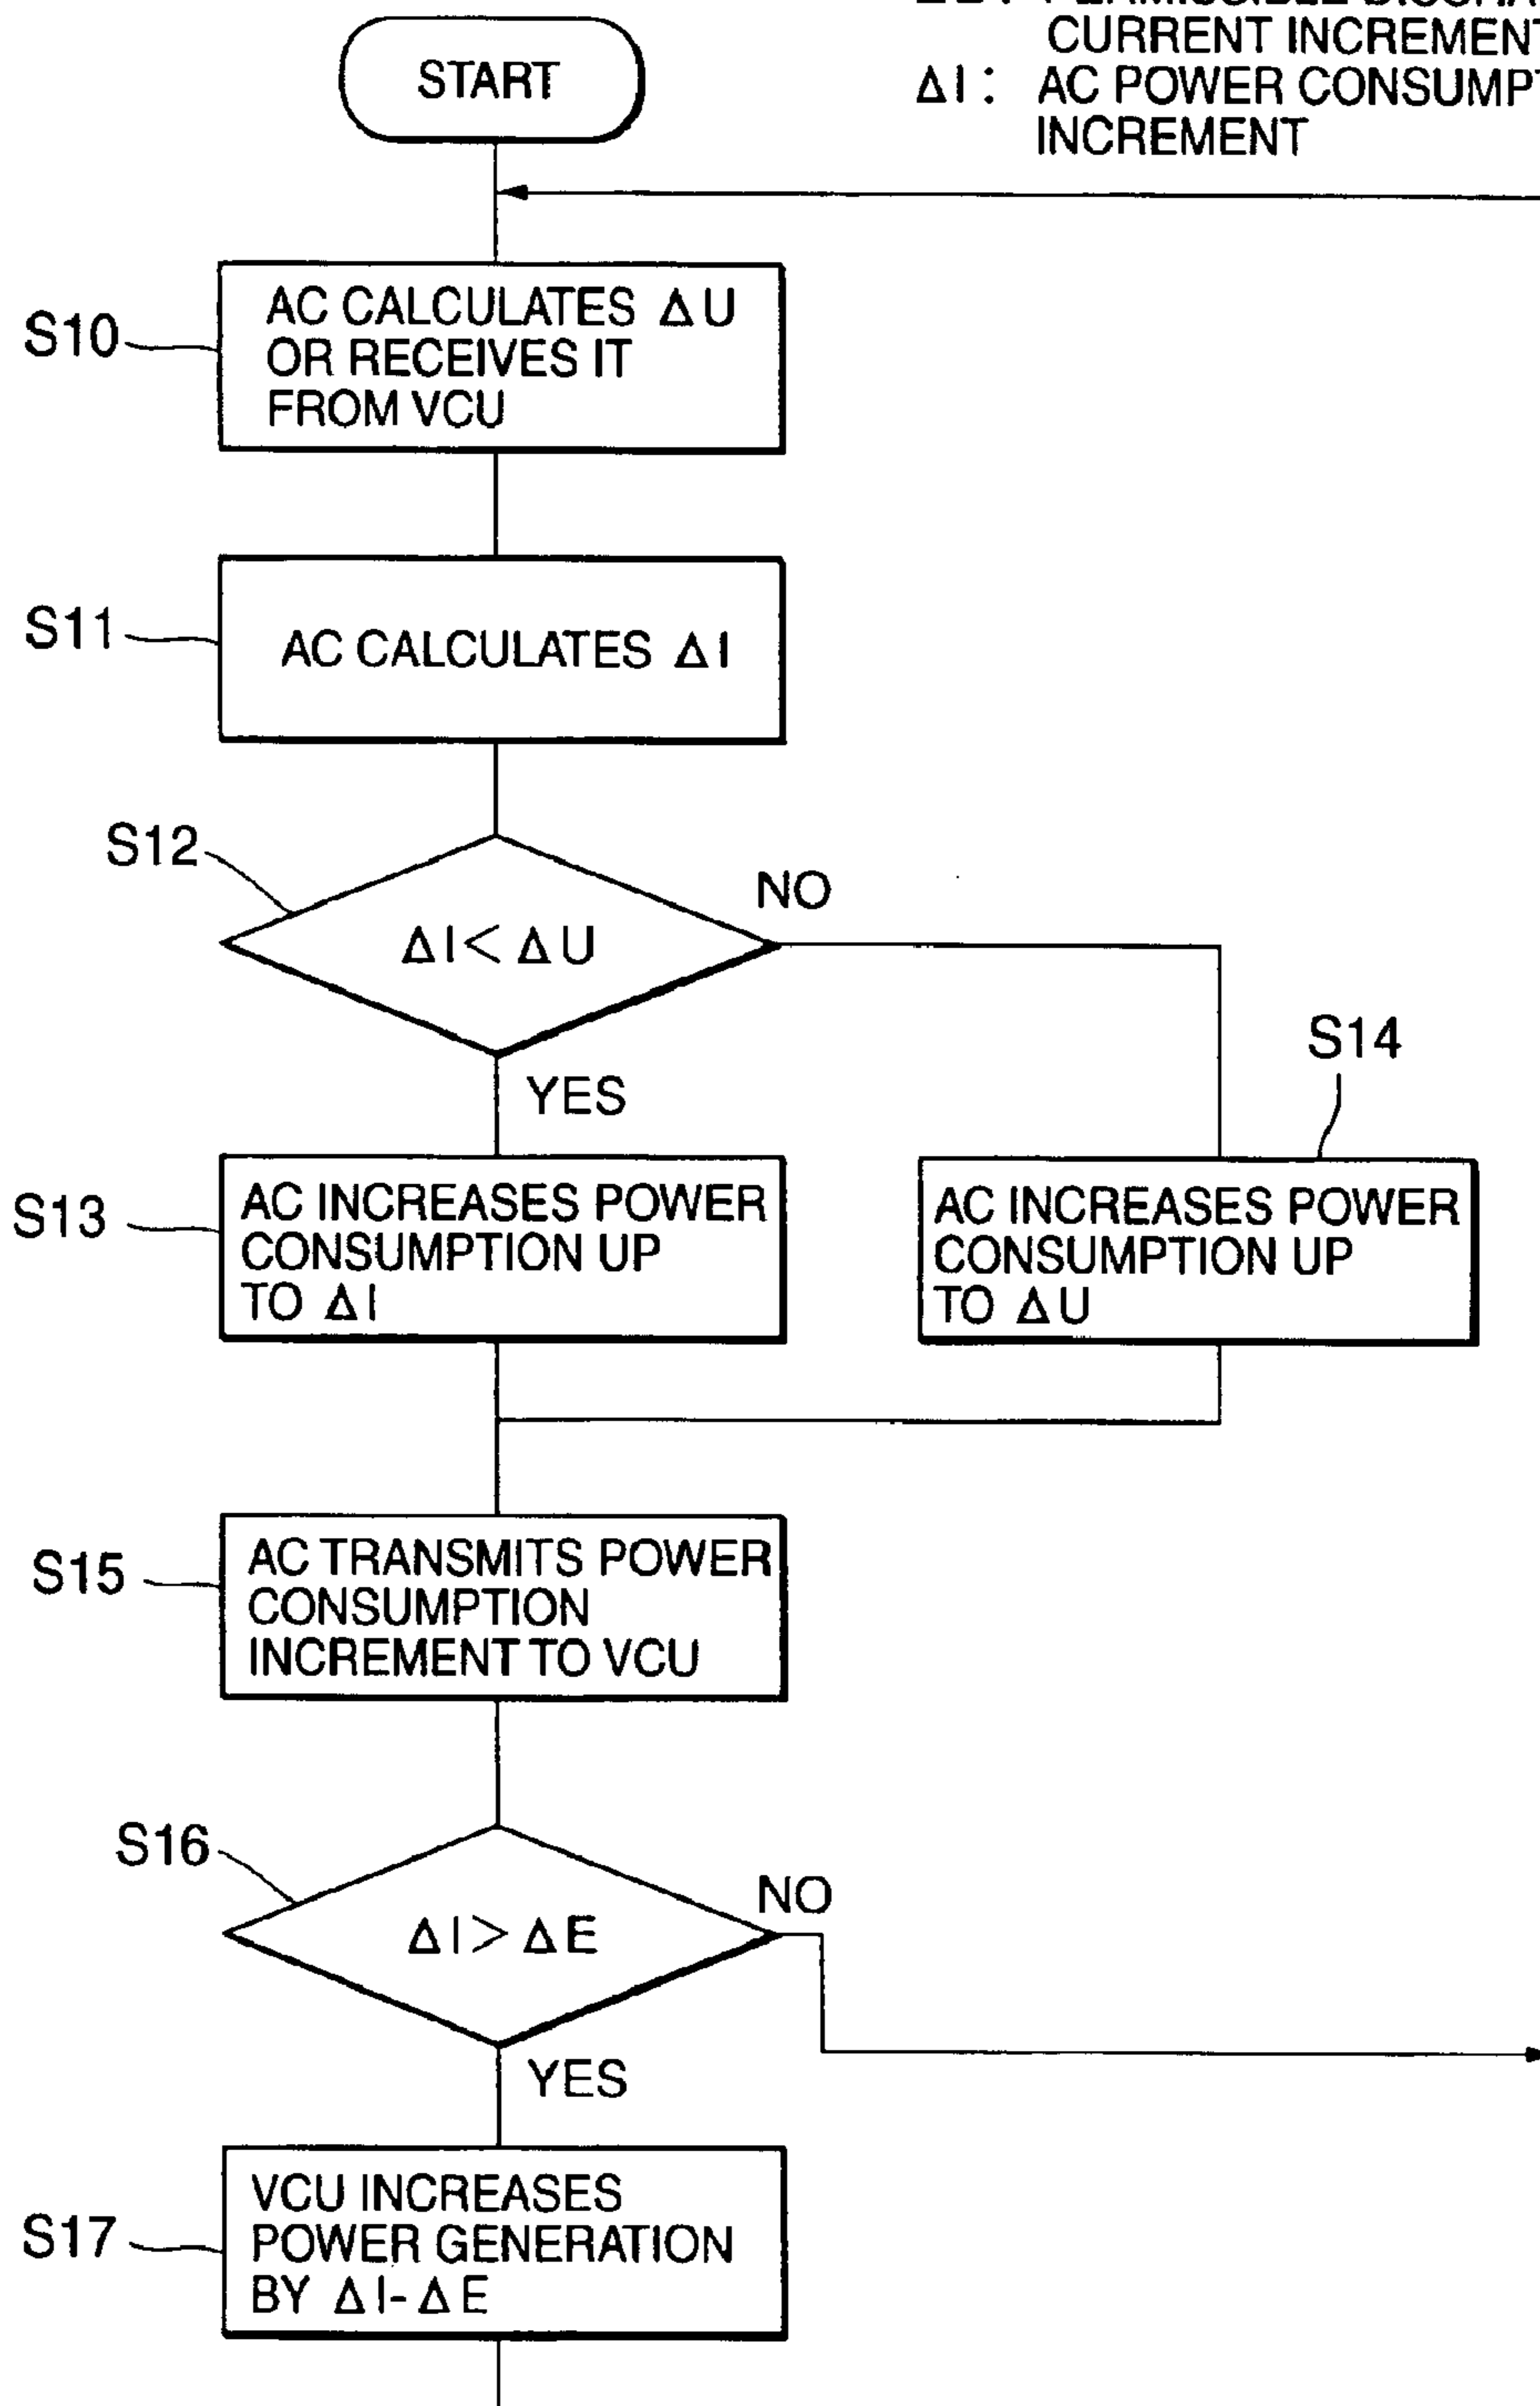 CURRENT INCREMENT
ΔI: AC POWER
INCREMENT
START
S10
AC CALCULATES ΔU
OR RECEIVES IT
FROM VCU
S11
AC CALCULATES ΔI
S12
ΔI< ΔU
NO
YES
S14
S13
AC INCREASES POWER
CONSUMPTION UP
TO ΔI
AC INCREASES POWER
CONSUMPTION UP
TO ΔU
S15
AC TRANSMITS POWER
CONSUMPTION
INCREMENT TO VCU
S16
ΔI> ΔE
NO
YES
S17
VCU INCREASES
POWER GENERATION
BY ΔI-ΔE